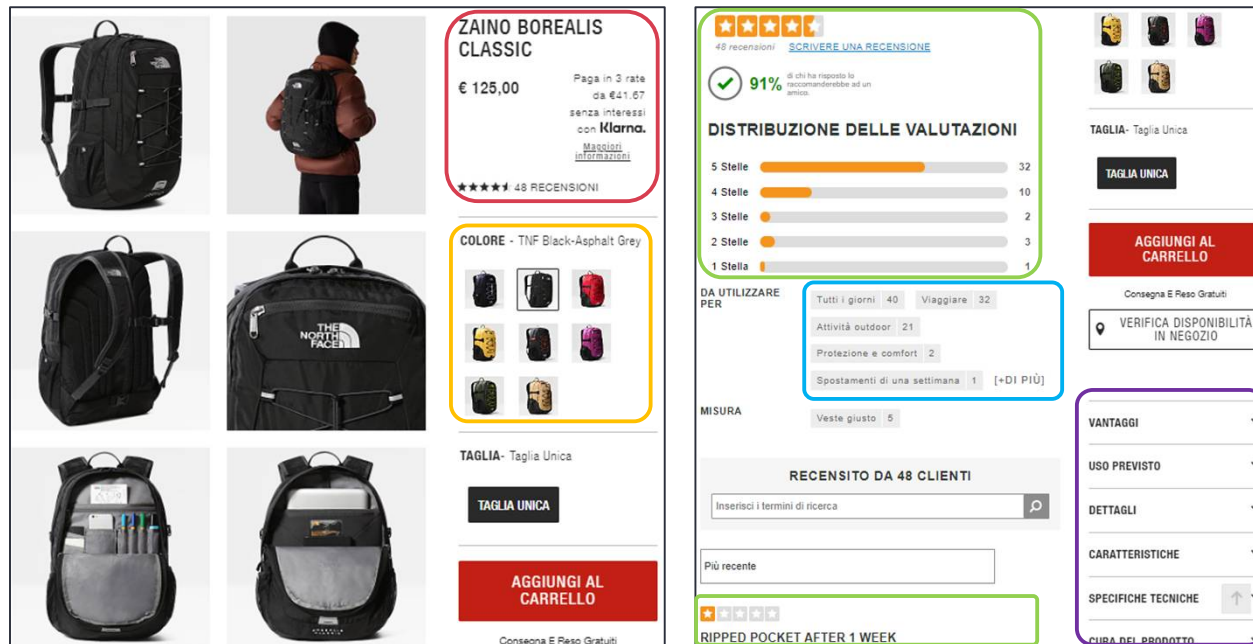 ZAINO BOREALIS
CLASSIC
€ 125,00
Paga in 3 rate
da €41.67
senza interessi
con Klarna.
Maggiori
informazioni
48 RECENSIONI
COLORE - TNF Black-Asphalt Grey
THE
NORTH
FACE
TAGLIA- Taglia Unica
TAGLIA UNICA
AGGIUNGI AL
CARRELLO
Consegna E Reso Gratuiti
48 recensioni SCRIVERE UNA RECENSIONE
91% di chi ha risposto lo
raccomanderebbe ad un
amico.
DISTRIBUZIONE DELLE VALUTAZIONI
5 Stelle 32
4 Stelle 10
3 Stelle 2
2 Stelle 3
1 Stella 1
DA UTILIZZARE
PER
Tutti i giorni 40 Viaggiare 32
Attività outdoor 21
Protezione e comfort 2
Spostamenti di una settimana 1 [+DI PIÙ]
MISURA
Veste giusto 5
RECENSITO DA 48 CLIENTI
Inserisci i termini di ricerca
Più recente
RIPPED POCKET AFTER 1 WEEK
TAGLIA- Taglia Unica
TAGLIA UNICA
AGGIUNGI AL
CARRELLO
Consegna E Reso Gratuiti
VERIFICA DISPONIBILITÀ
IN NEGOZIO
VANTAGGI
USO PREVISTO
DETTAGLI
CARATTERISTICHE
SPECIFICHE TECNICHE
CURA DEL PRODOTTO